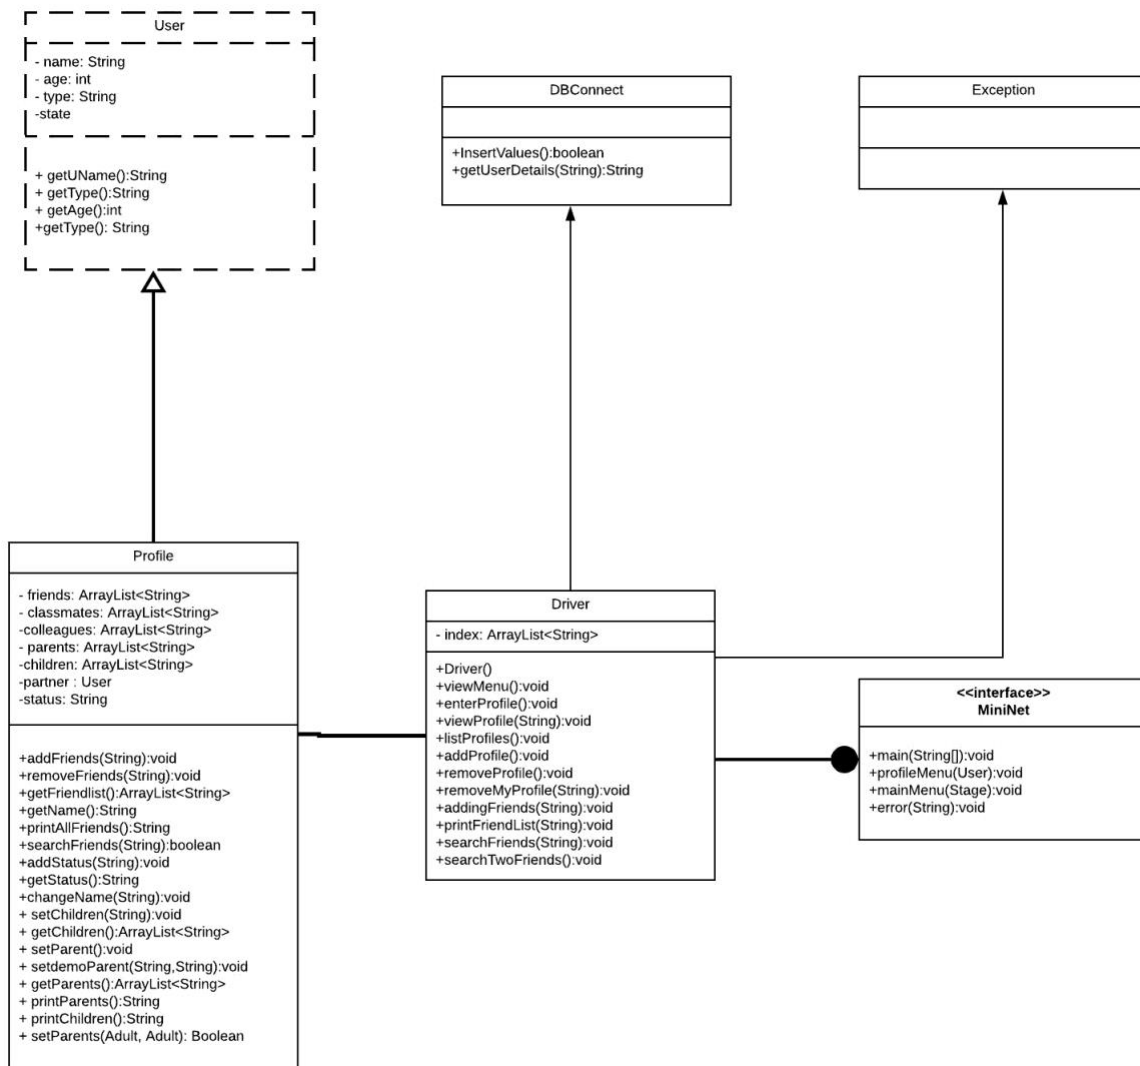 User
- name: String
- age: int
- type: String
-state
+ getUName():String
+ getType():String
+ getAge():int
+getType(): String
DBConnect
+InsertValues():boolean
+getUserDetails(String):String
Exception
Profile
- friends: ArrayList<String>
- classmates: ArrayList<String>
-colleagues: ArrayList<String>
- parents: ArrayList<String>
-children: ArrayList<String>
-partner : User
-status: String
+addFriends(String):void
+removeFriends(String):void
+getFriendlist():ArrayList<String>
+getName():String
+printAllFriends():String
+searchFriends(String):boolean
+addStatus(String):void
+getStatus():String
+changeName(String):void
+ setChildren(String):void
+ getChildren():ArrayList<String>
+ setParent():void
+ setdemoParent(String,String):void
+ getParents():ArrayList<String>
+ printParents():String
+ printChildren():String
+ setParents(Adult, Adult): Boolean
Driver
- index: ArrayList<String>
+Driver()
+viewMenu():void
+enterProfile():void
+viewProfile(String):void
+listProfiles():void
+addProfile():void
+removeProfile():void
+removeMyProfile(String):void
+addingFriends(String):void
+printFriendList(String):void
+searchFriends(String):void
+searchTwoFriends():void
<<interface>>
MiniNet
+main(String[]):void
+profileMenu(User):void
+mainMenu(Stage):void
+error(String):void